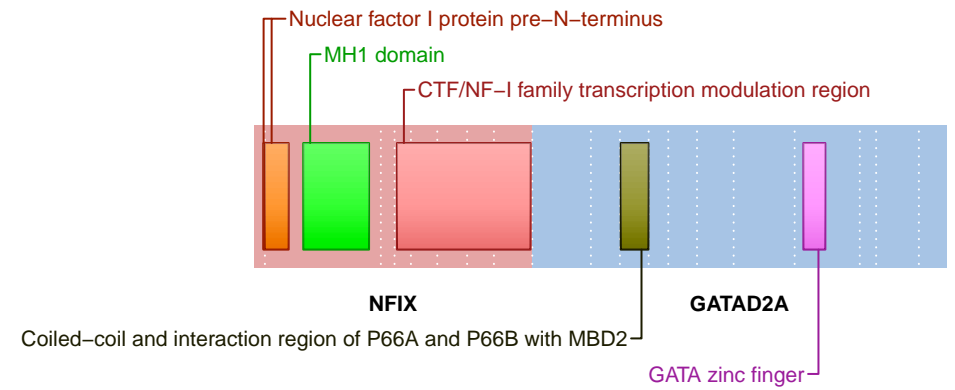 Nuclear factor I protein pre−N−terminus
MH1 domain
CTF/NF−I family transcription modulation region
NFIX
GATAD2A
Coiled−coil and interaction region of P66A and P66B with MBD2
GATA zinc finger